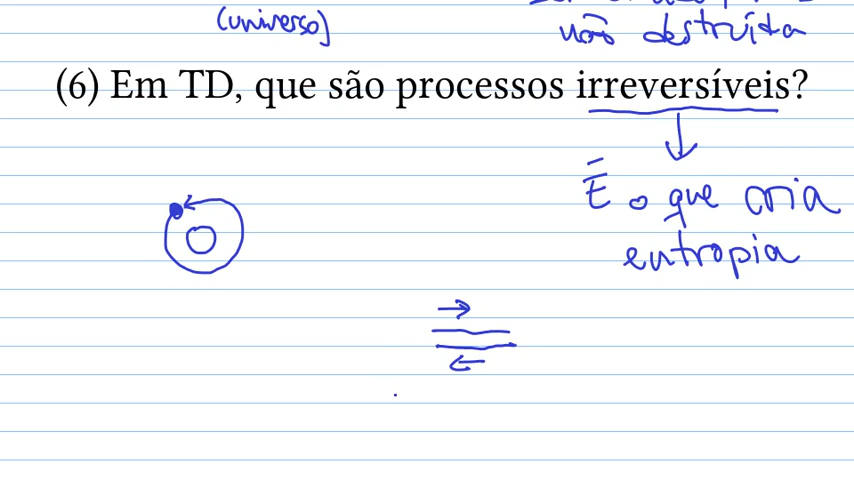 (universo)
não destruída
(6) Em TD, que são processos irreversíveis?
É o que cria
entropia